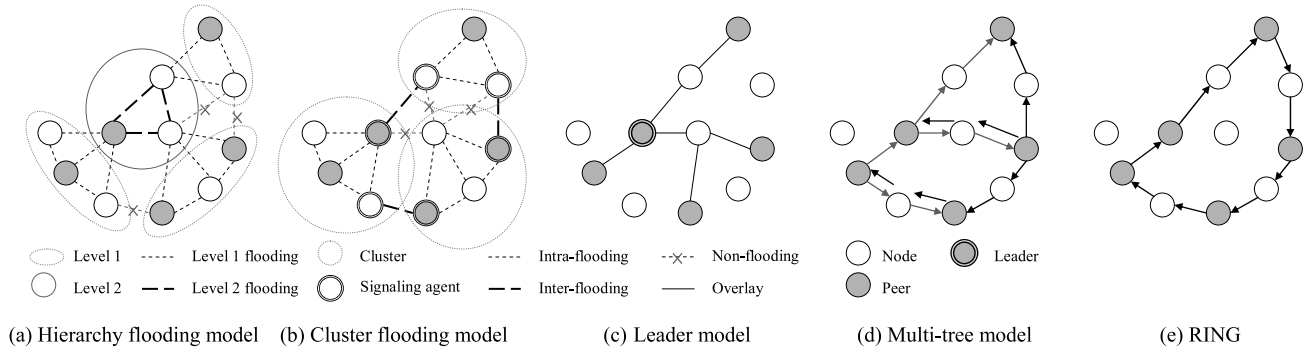 Level 1 Level 1 flooding Cluster Intra-flooding Non-flooding Node Leader
Level 2 Level 2 flooding Signaling agent Inter-flooding Overlay Peer
(a) Hierarchy flooding model (b) Cluster flooding model (c) Leader model (d) Multi-tree model (e) RING